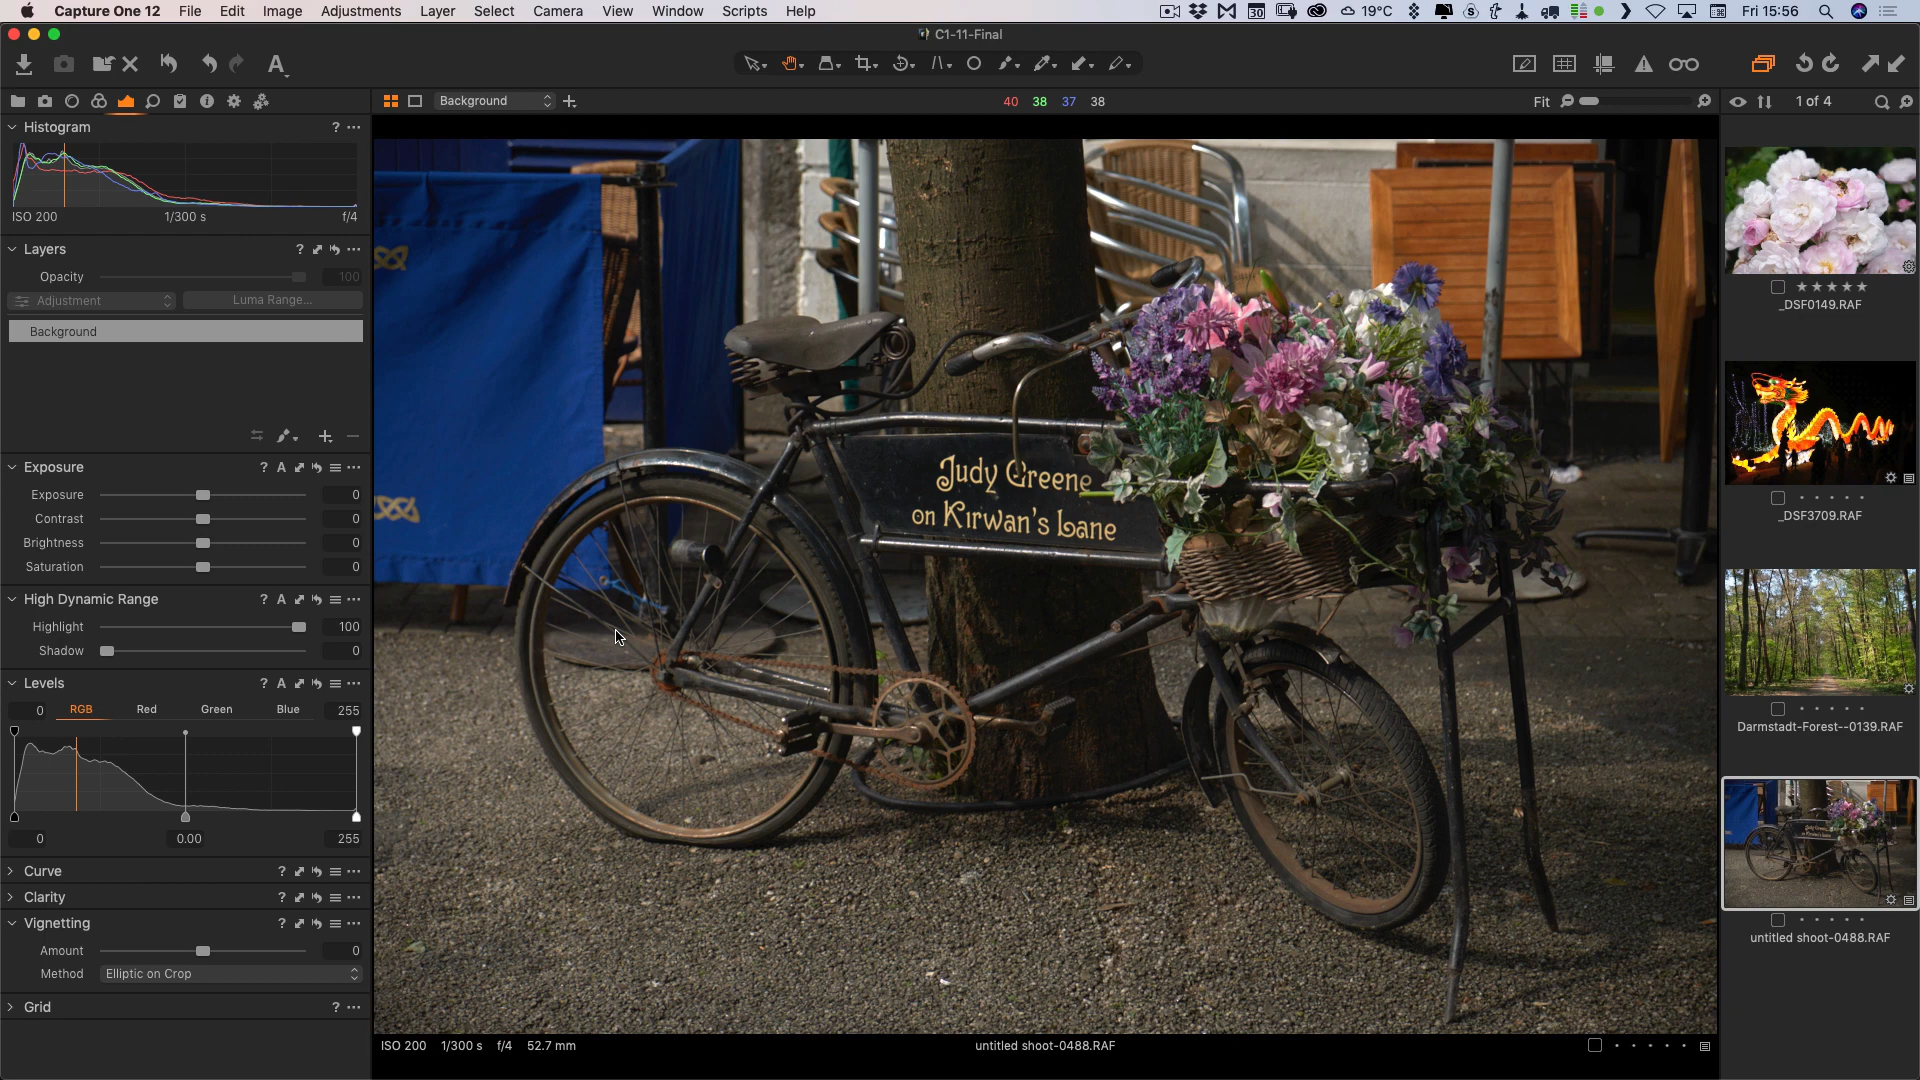 Capture One 12 File Edit Image Adjustments Layer Select Camera View Window Scripts Help
30 19°C Fri 15:56
C1-11-Final
Background
40 38 37 38
Fit
1 of 4
Histogram
ISO 200 1/300 s f/4
Layers
Opacity 100
Adjustment Luma Range...
Background
Exposure
Exposure 0
Contrast 0
Brightness 0
Saturation 0
High Dynamic Range
Highlight 100
Shadow 0
Levels
0 RGB Red Green Blue 255
0 0.00 255
Curve
Clarity
Vignetting
Amount 0
Method Elliptic on Crop
Grid
Judy Greene
on Kirwan's Lane
ISO 200 1/300 s f/4 52.7 mm
untitled shoot-0488.RAF
_DSF0149.RAF
_DSF3709.RAF
Darmstadt-Forest--0139.RAF
untitled shoot-0488.RAF